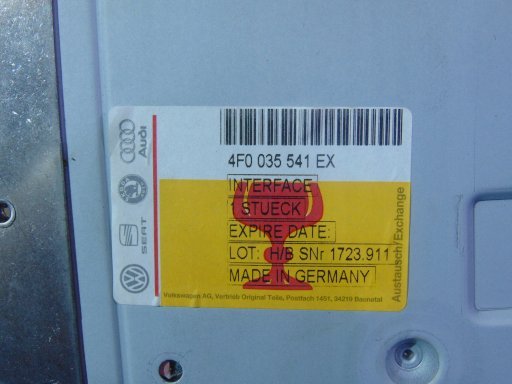 4F0 035 541 EX
INTERFACE
1 STUECK
EXPIRE DATE:
LOT: H/B SNr 1723.911
MADE IN GERMANY
Volkswagen AG, Vertrieb Original Teile, Postfach 1451, 34219 Baunatal
Austausch/Exchange
Audi
SEAT